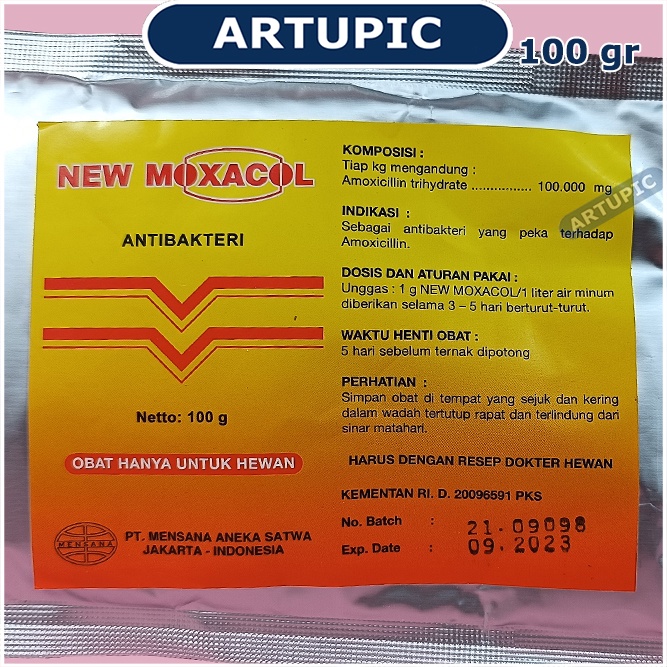 ARTUPIC
100 gr
NEW MOXACOL
ANTIBAKTERI
Netto: 100 g
OBAT HANYA UNTUK HEWAN
MENSANA
PT. MENSANA ANEKA SATWA
JAKARTA - INDONESIA
KOMPOSISI :
Tiap kg mengandung :
Amoxicillin trihydrate ................ 100.000 mg
ARTUPIC
INDIKASI :
Sebagai antibakteri yang peka terhadap
Amoxicillin.
DOSIS DAN ATURAN PAKAI :
Unggas : 1 g NEW MOXACOL/1 liter air minum
diberikan selama 3 – 5 hari berturut-turut.
WAKTU HENTI OBAT :
5 hari sebelum ternak dipotong
PERHATIAN :
Simpan obat di tempat yang sejuk dan kering
dalam wadah tertutup rapat dan terlindung dari
sinar matahari.
HARUS DENGAN RESEP DOKTER HEWAN
KEMENTAN RI. D. 20096591 PKS
No. Batch : 21.09098
Exp. Date : 09.2023